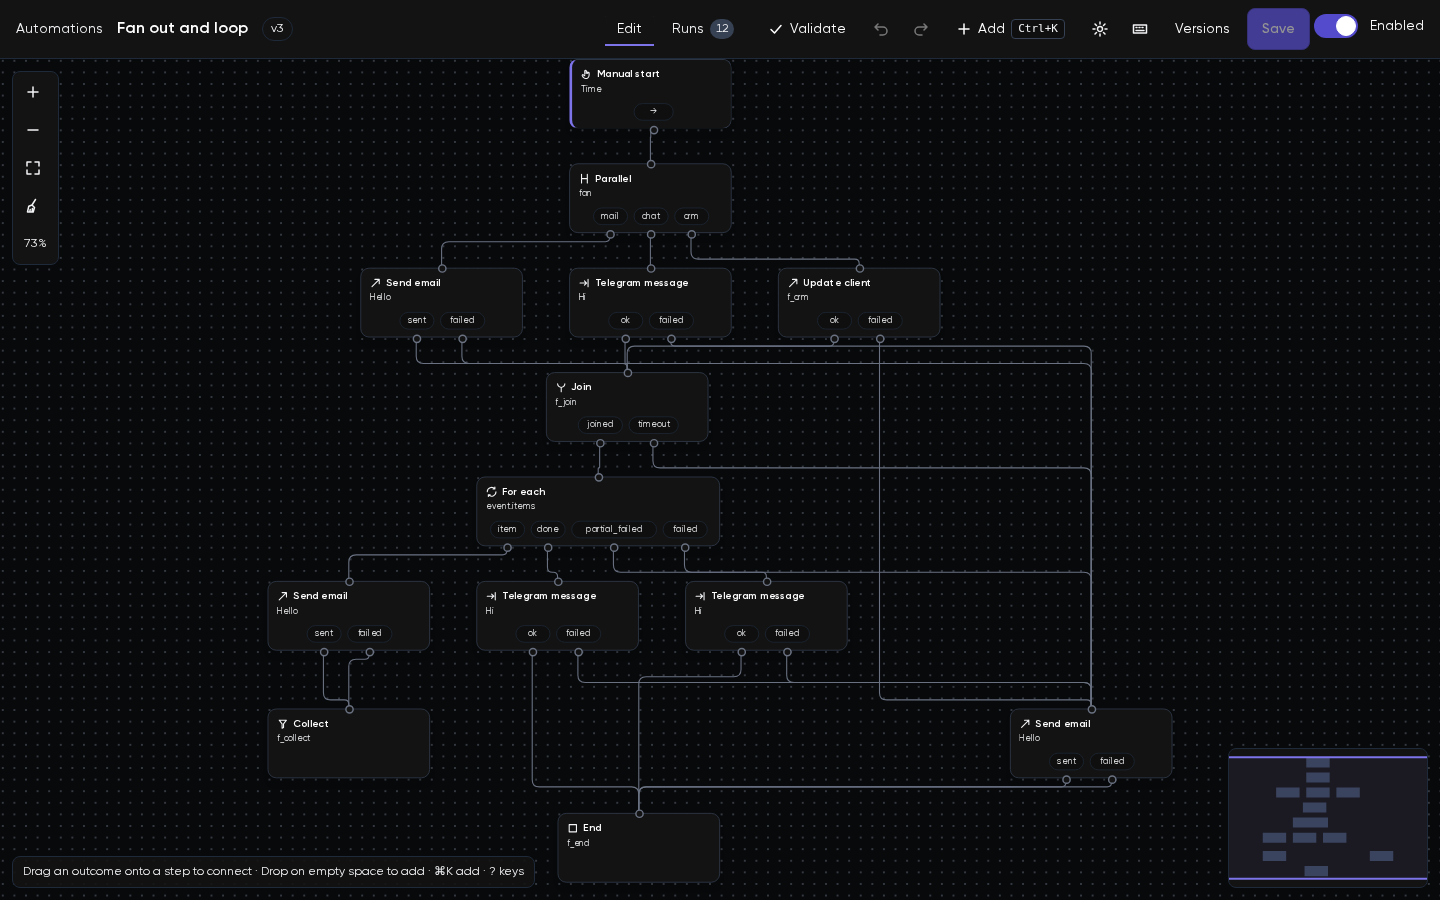 Automations Fan out and loop v3 Edit Runs 12 Validate Add Ctrl+K Versions Save Enabled
Manual start
Time
→
73%
Parallel
fan
mail chat crm
Send email Telegram message Update client
Hello Hi f_crm
sent failed ok failed ok failed
Join
f_join
joined timeout
For each
event.items
item done partial_failed failed
Send email Telegram message Telegram message
Hello Hi Hi
sent failed ok failed ok failed
Collect Send email
f_collect Hello
sent failed
End
f_end
Drag an outcome onto a step to connect · Drop on empty space to add · ⌘K add · ? keys